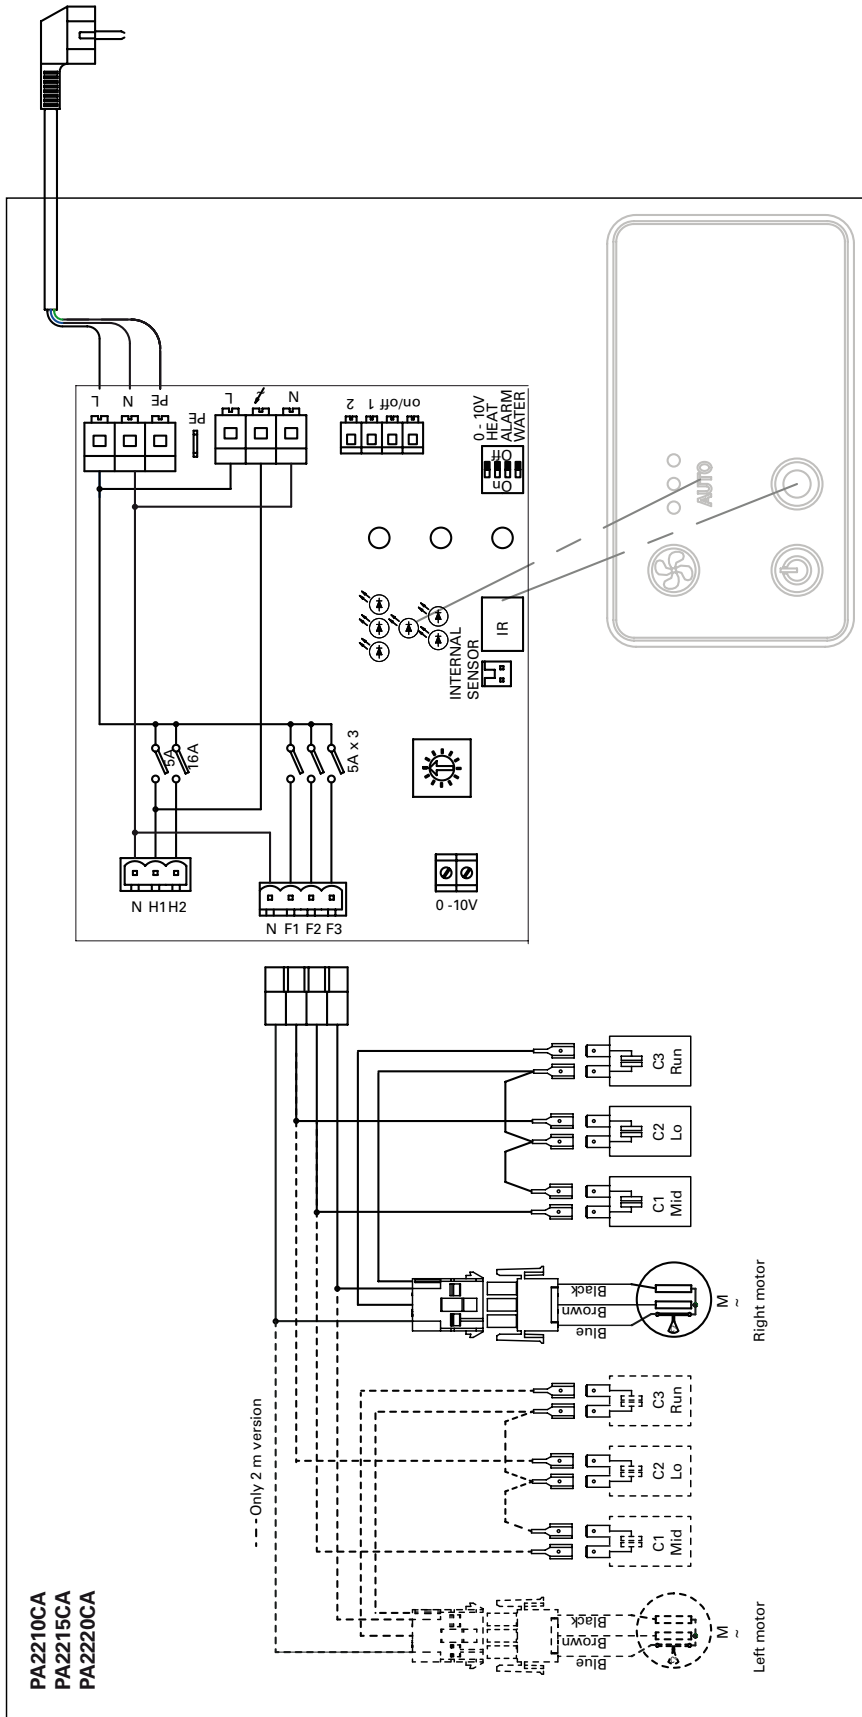 L
N
PE
PE
L
N
2
1
on/off
0 - 10V
HEAT
ALARM
WATER
On
Off
AUTO
IR
INTERNAL
SENSOR
5A
16A
5A x 3
N H1 H2
N F1 F2 F3
0 -10V
C3
Run
C2
Lo
C1
Mid
Black
Brown
Blue
M
~
Right motor
--- Only 2 m version
C3
Run
C2
Lo
C1
Mid
Black
Brown
Blue
M
~
Left motor
PA2210CA
PA2215CA
PA2220CA